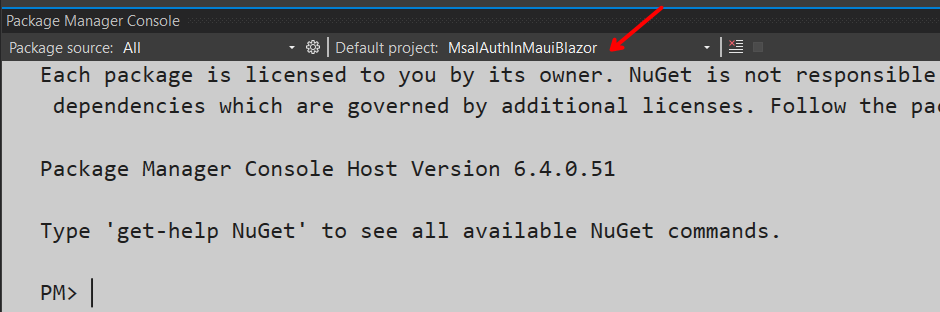 Package Manager Console
Package source: All Default project: MsalAuthInMauiBlazor
Each package is licensed to you by its owner. NuGet is not responsible
dependencies which are governed by additional licenses. Follow the pac
Package Manager Console Host Version 6.4.0.51
Type 'get-help NuGet' to see all available NuGet commands.
PM>